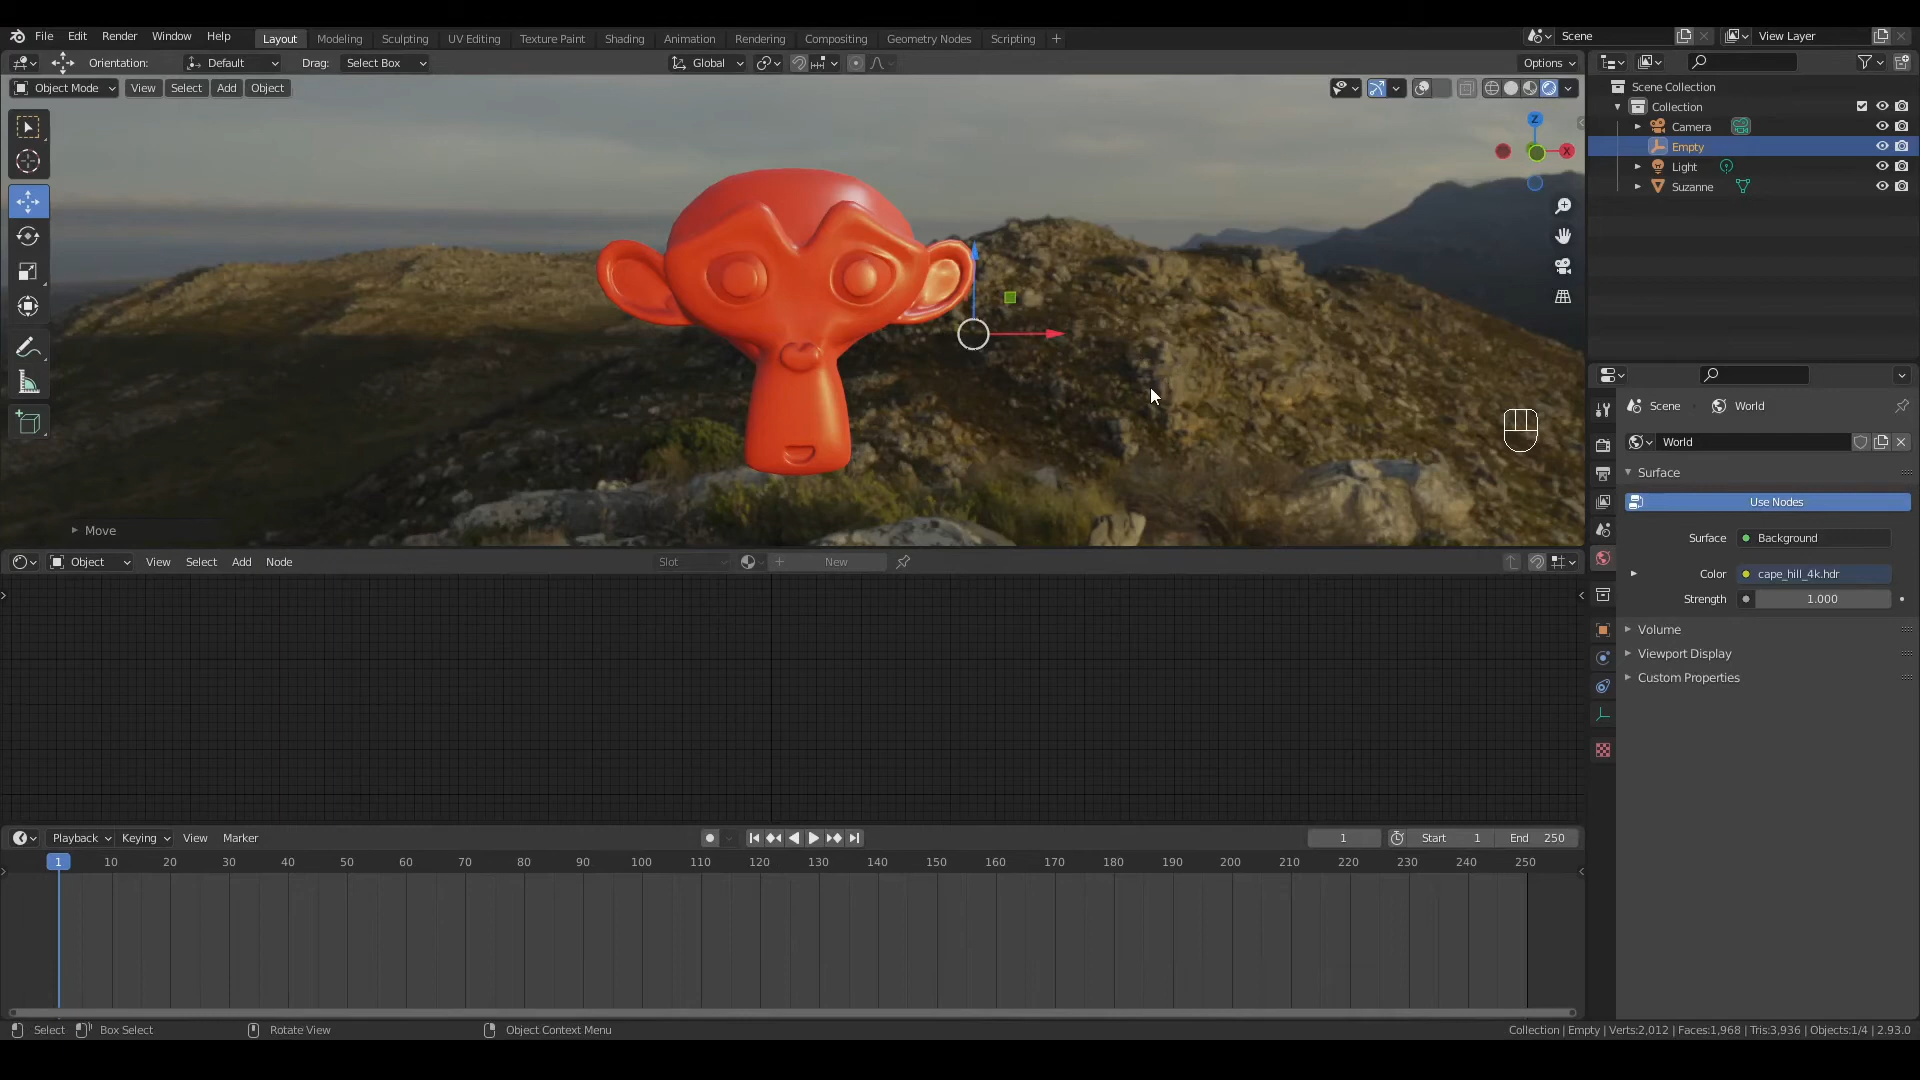 File Edit Render Window Help Layout Modeling Sculpting UV Editing Texture Paint Shading Animation Rendering Compositing Geometry Nodes Scripting + Scene View Layer
Orientation: Default Drag: Select Box Global Options
Object Mode View Select Add Object
Scene Collection
Collection
Camera
Empty
Light
Suzanne
Z
X
Move
Scene World
World
Surface
Use Nodes
Surface Background
Color cape_hill_4k.hdr
Strength 1.000
Volume
Viewport Display
Custom Properties
Object View Select Add Node Slot New
Playback Keying View Marker 1 Start 1 End 250
1 10 20 30 40 50 60 70 80 90 100 110 120 130 140 150 160 170 180 190 200 210 220 230 240 250
Select Box Select Rotate View Object Context Menu Collection | Empty | Verts:2,012 | Faces:1,968 | Tris:3,936 | Objects:1/4 | 2.93.0